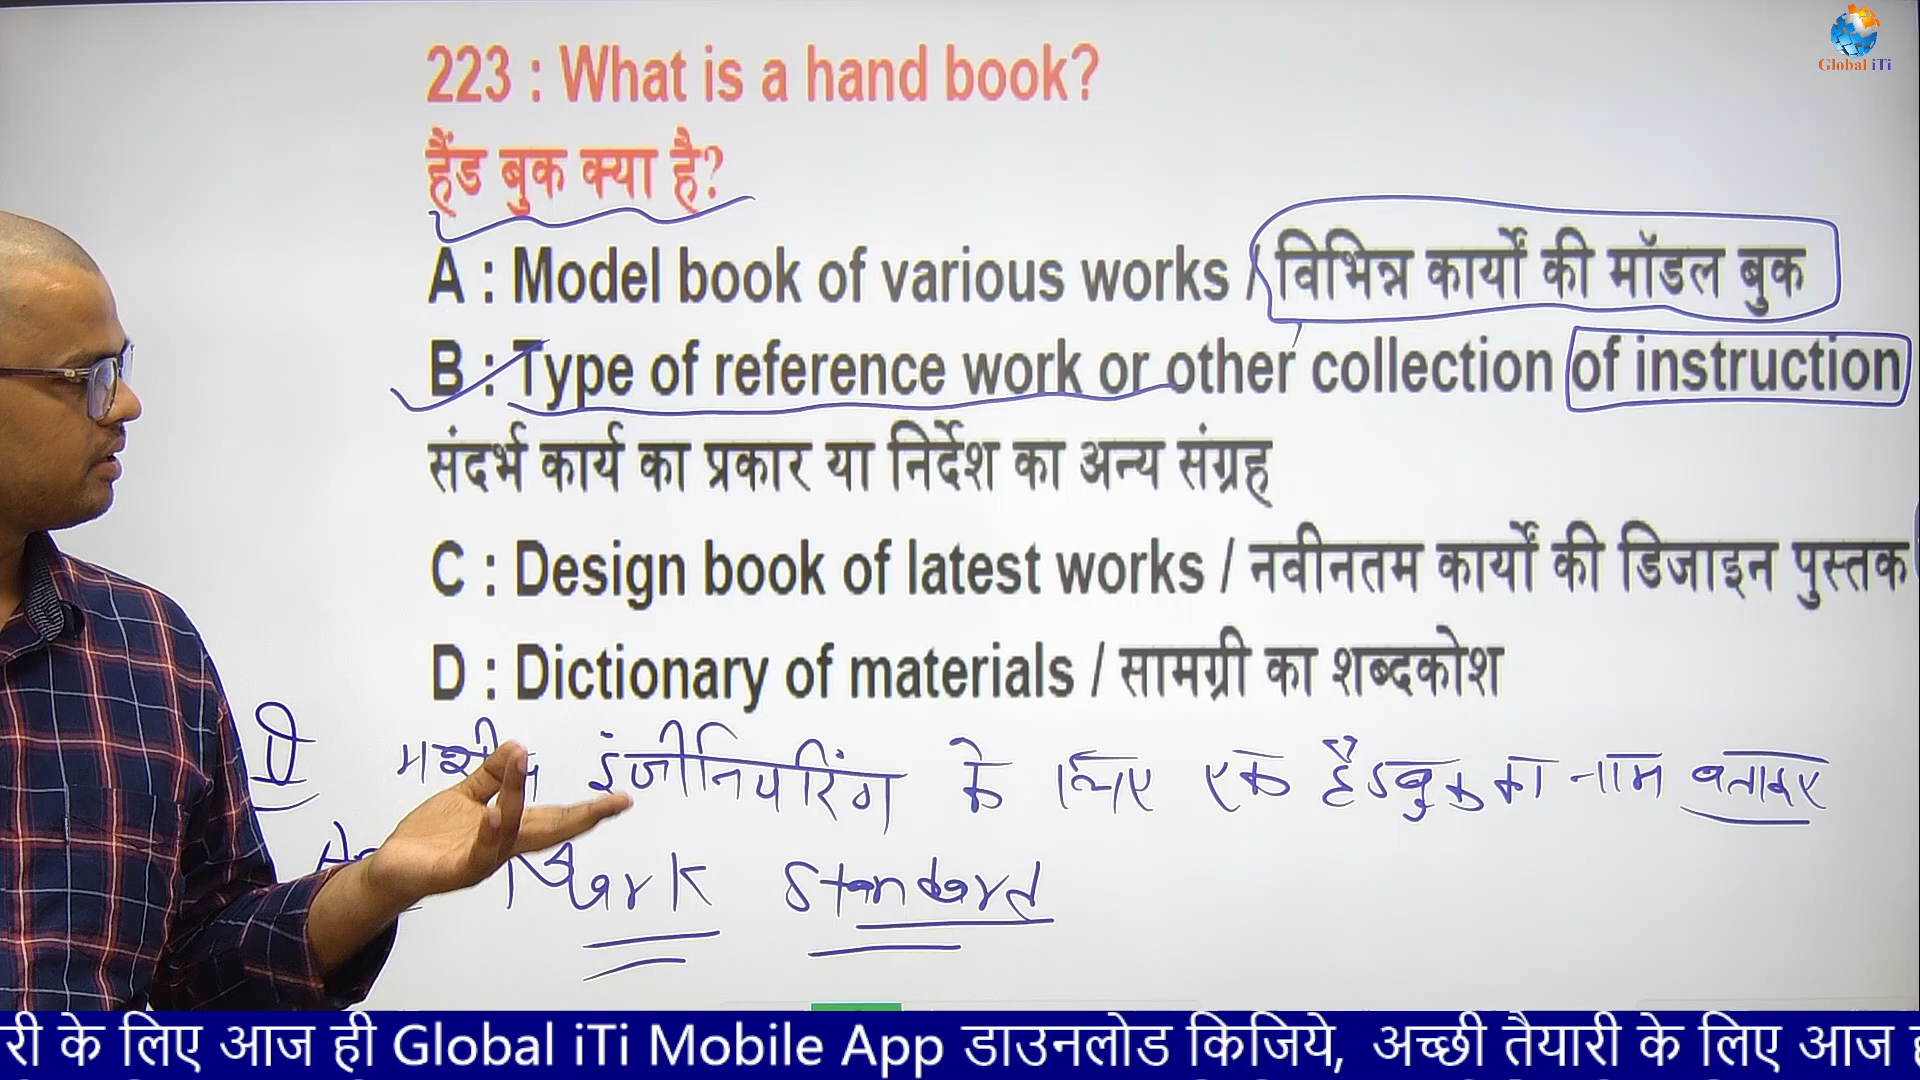 Global iTi
223 : What is a hand book?
हैंड बुक क्या है?
A : Model book of various works / विभिन्न कार्यों की मॉडल बुक
B : Type of reference work or other collection of instruction
संदर्भ कार्य का प्रकार या निर्देश का अन्य संग्रह
C : Design book of latest works / नवीनतम कार्यों की डिजाइन पुस्तक
D : Dictionary of materials / सामग्री का शब्दकोश
इंजीनियरिंग के लिए एक हैंडबुक का नाम बताइए
Standard
री के लिए आज ही Global iTi Mobile App डाउनलोड किजिये, अच्छी तैयारी के लिए आज ह